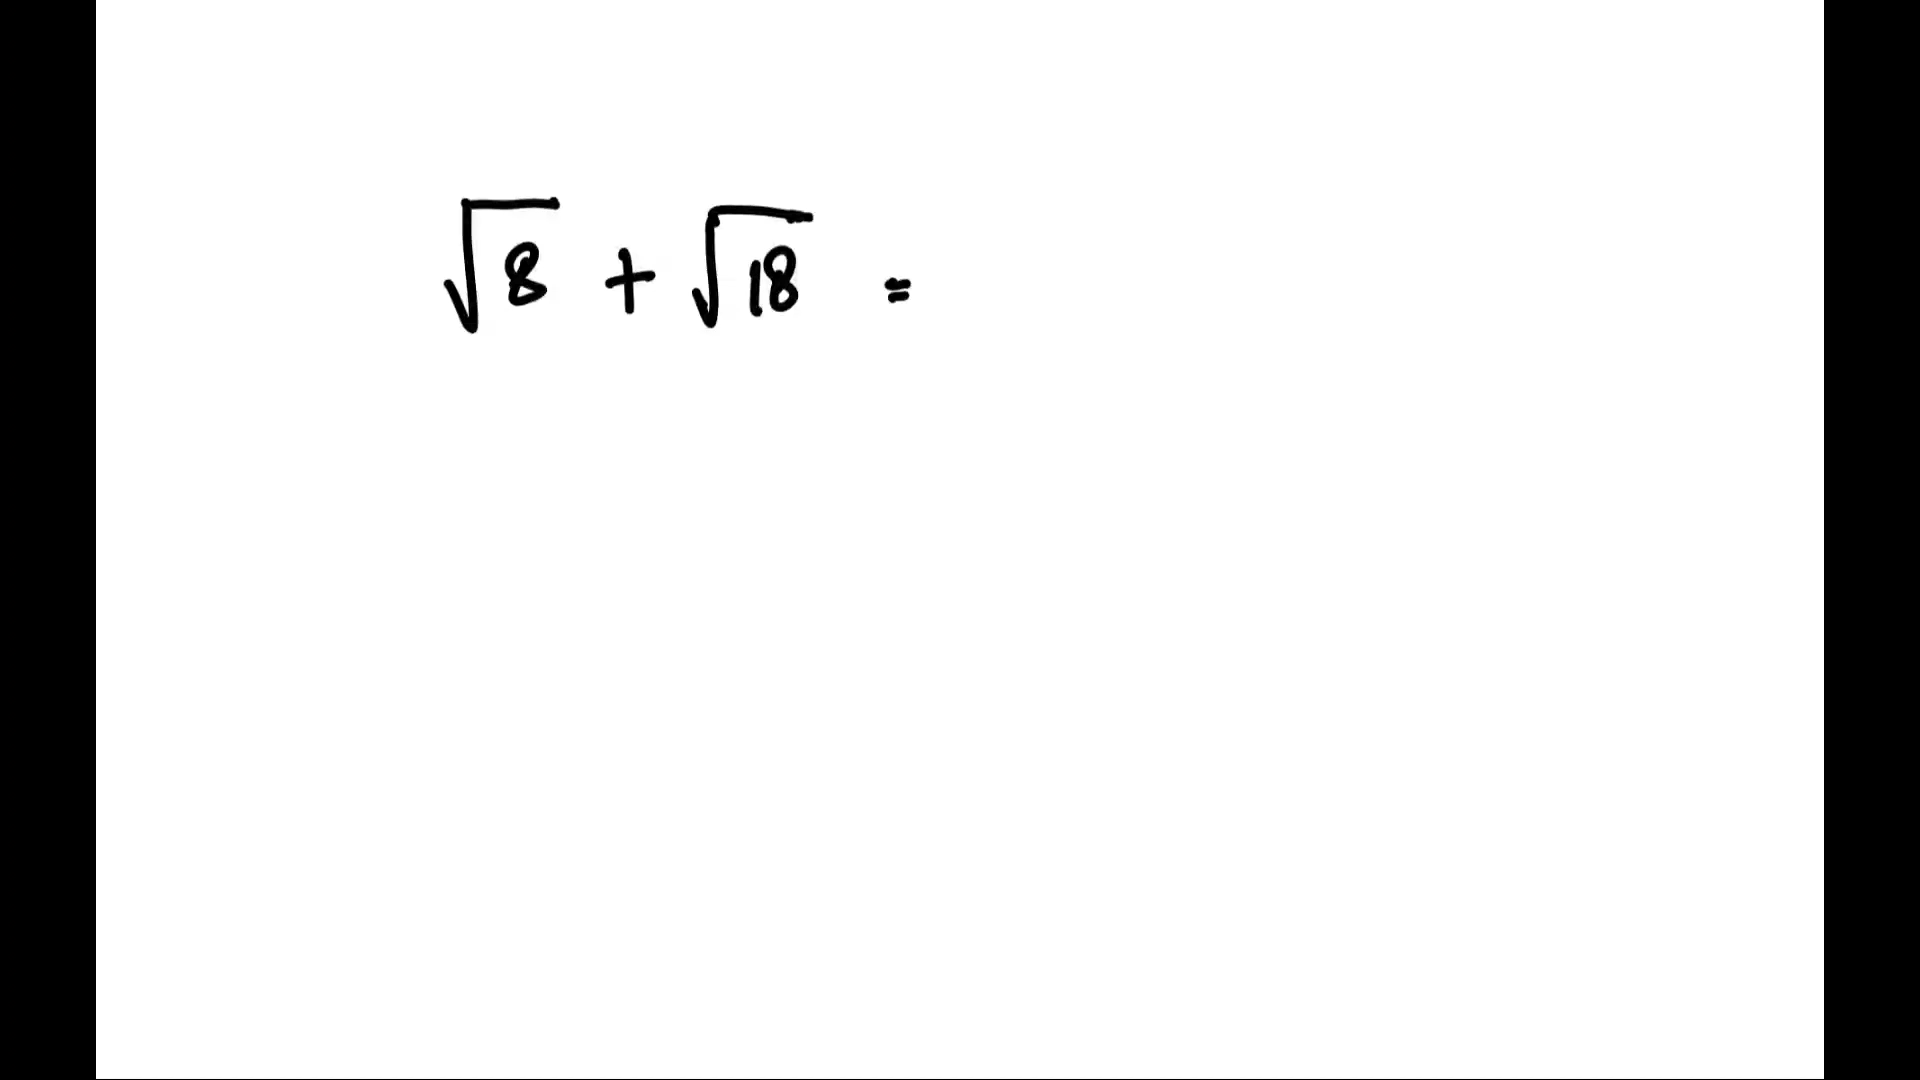 √8 + √18 =